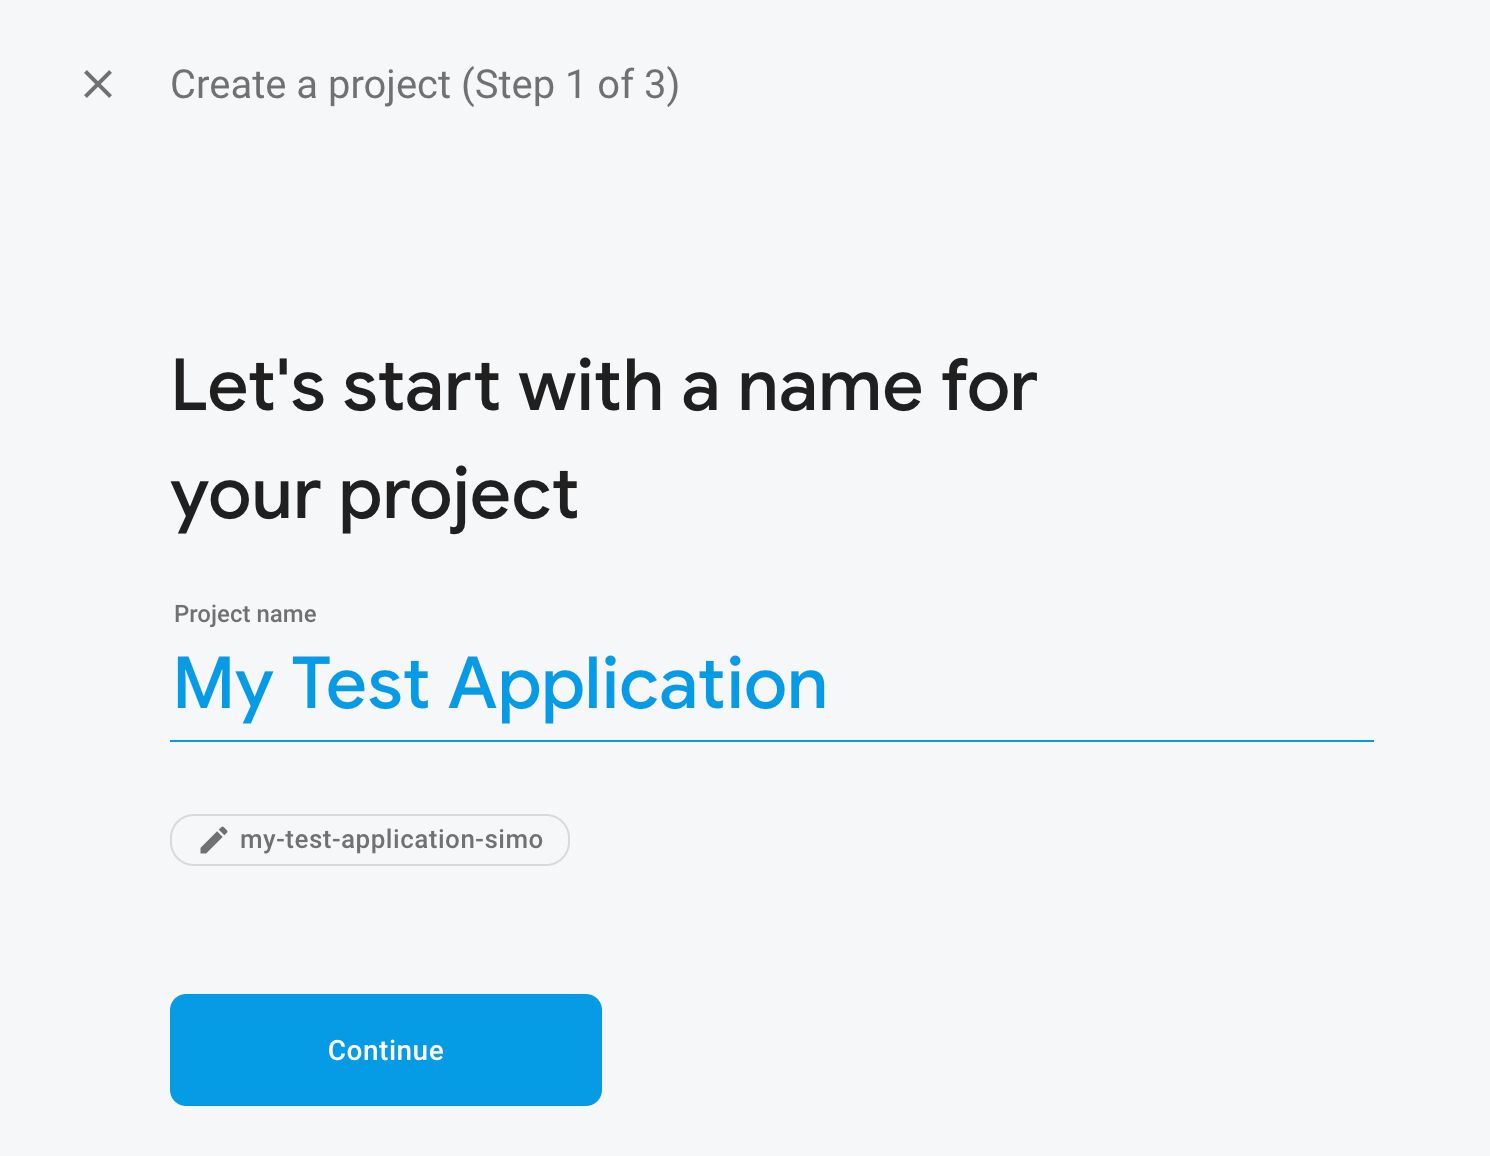 Create a project (Step 1 of 3)
Let's start with a name for
your project
Project name
My Test Application
my-test-application-simo
Continue